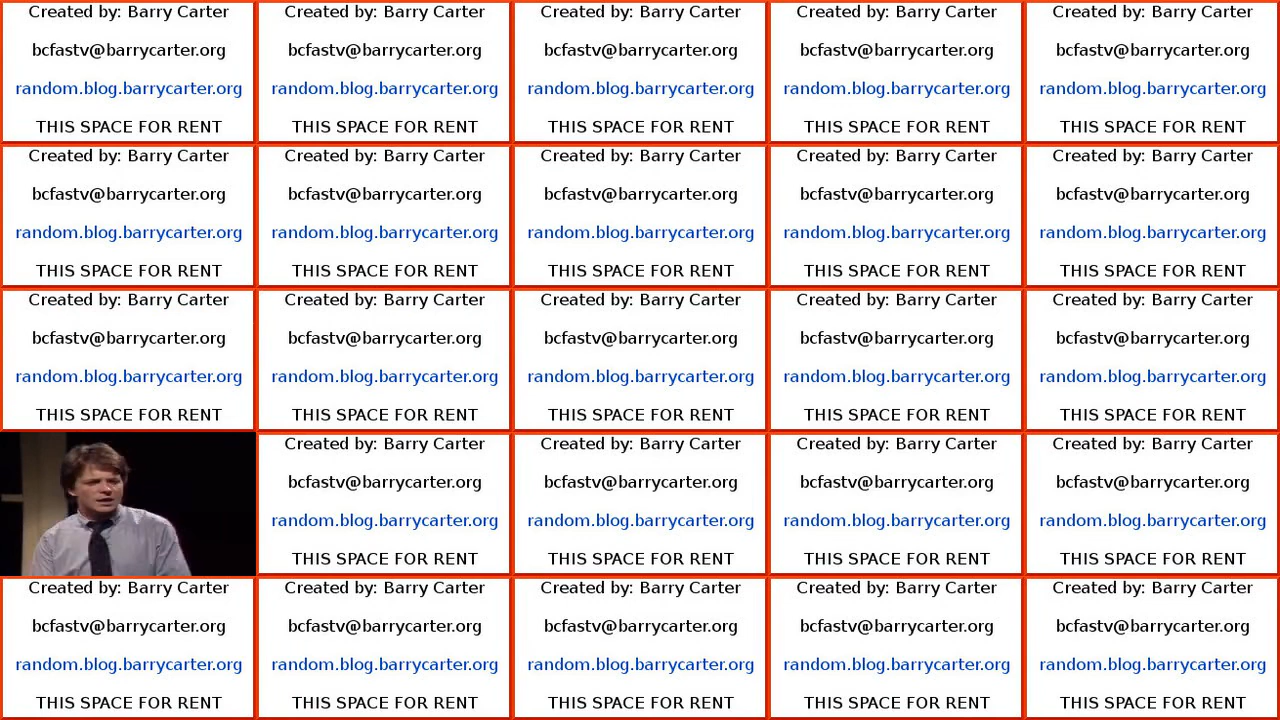 Created by: Barry Carter Created by: Barry Carter Created by: Barry Carter Created by: Barry Carter Created by: Barry Carter
bcfastv@barrycarter.org bcfastv@barrycarter.org bcfastv@barrycarter.org bcfastv@barrycarter.org bcfastv@barrycarter.org
random.blog.barrycarter.org random.blog.barrycarter.org random.blog.barrycarter.org random.blog.barrycarter.org random.blog.barrycarter.org
THIS SPACE FOR RENT THIS SPACE FOR RENT THIS SPACE FOR RENT THIS SPACE FOR RENT THIS SPACE FOR RENT
Created by: Barry Carter Created by: Barry Carter Created by: Barry Carter Created by: Barry Carter Created by: Barry Carter
bcfastv@barrycarter.org bcfastv@barrycarter.org bcfastv@barrycarter.org bcfastv@barrycarter.org bcfastv@barrycarter.org
random.blog.barrycarter.org random.blog.barrycarter.org random.blog.barrycarter.org random.blog.barrycarter.org random.blog.barrycarter.org
THIS SPACE FOR RENT THIS SPACE FOR RENT THIS SPACE FOR RENT THIS SPACE FOR RENT THIS SPACE FOR RENT
Created by: Barry Carter Created by: Barry Carter Created by: Barry Carter Created by: Barry Carter Created by: Barry Carter
bcfastv@barrycarter.org bcfastv@barrycarter.org bcfastv@barrycarter.org bcfastv@barrycarter.org bcfastv@barrycarter.org
random.blog.barrycarter.org random.blog.barrycarter.org random.blog.barrycarter.org random.blog.barrycarter.org random.blog.barrycarter.org
THIS SPACE FOR RENT THIS SPACE FOR RENT THIS SPACE FOR RENT THIS SPACE FOR RENT THIS SPACE FOR RENT
Created by: Barry Carter Created by: Barry Carter Created by: Barry Carter Created by: Barry Carter
bcfastv@barrycarter.org bcfastv@barrycarter.org bcfastv@barrycarter.org bcfastv@barrycarter.org
random.blog.barrycarter.org random.blog.barrycarter.org random.blog.barrycarter.org random.blog.barrycarter.org
THIS SPACE FOR RENT THIS SPACE FOR RENT THIS SPACE FOR RENT THIS SPACE FOR RENT
Created by: Barry Carter Created by: Barry Carter Created by: Barry Carter Created by: Barry Carter Created by: Barry Carter
bcfastv@barrycarter.org bcfastv@barrycarter.org bcfastv@barrycarter.org bcfastv@barrycarter.org bcfastv@barrycarter.org
random.blog.barrycarter.org random.blog.barrycarter.org random.blog.barrycarter.org random.blog.barrycarter.org random.blog.barrycarter.org
THIS SPACE FOR RENT THIS SPACE FOR RENT THIS SPACE FOR RENT THIS SPACE FOR RENT THIS SPACE FOR RENT